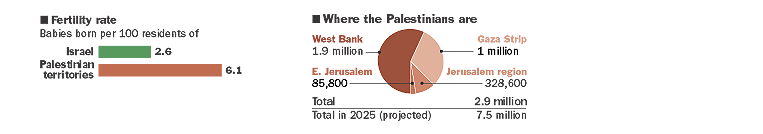 Fertility rate
Babies born per 100 residents of
Israel 2.6
Palestinian
territories 6.1
Where the Palestinians are
West Bank
1.9 million
Gaza Strip
1 million
E. Jerusalem
85,800
Jerusalem region
328,600
Total 2.9 million
Total in 2025 (projected) 7.5 million